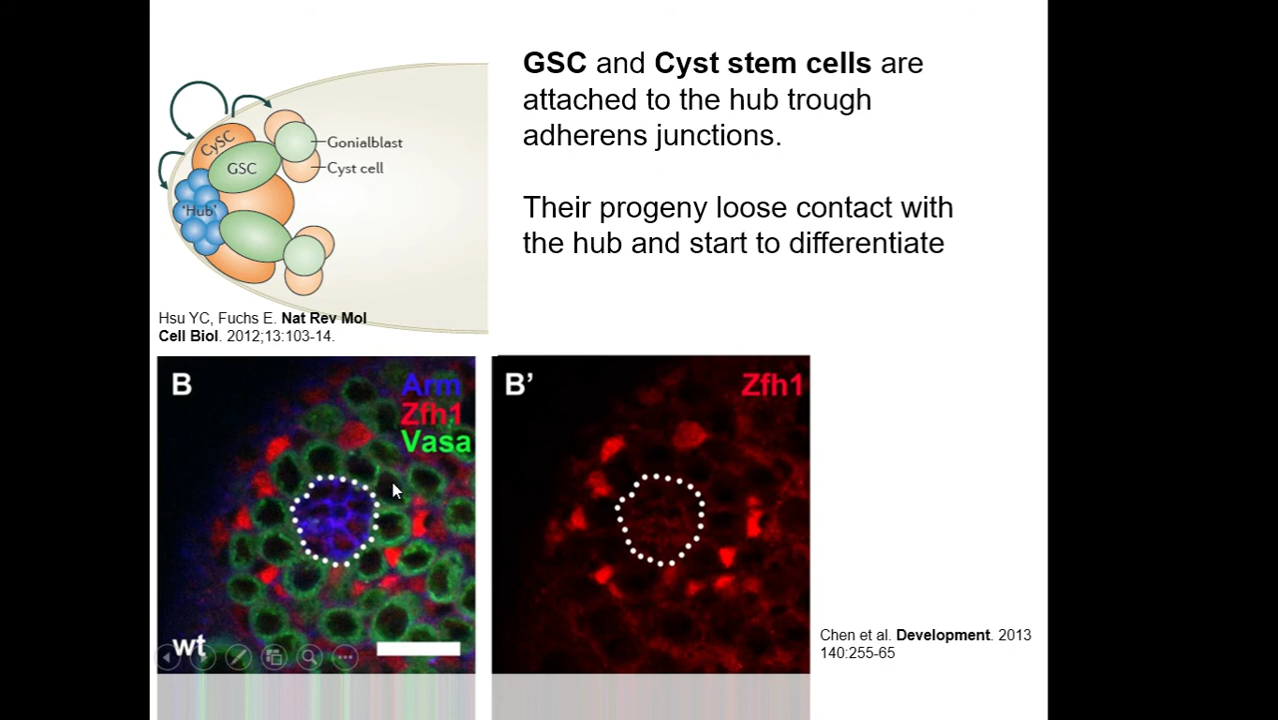 GSC and Cyst stem cells are
attached to the hub trough
adherens junctions.
Their progeny loose contact with
the hub and start to differentiate
CySC
GSC
'Hub'
Gonialblast
Cyst cell
Hsu YC, Fuchs E. Nat Rev Mol
Cell Biol. 2012;13:103-14.
B
Arm
Zfh1
Vasa
wt
B'
Zfh1
Chen et al. Development. 2013
140:255-65